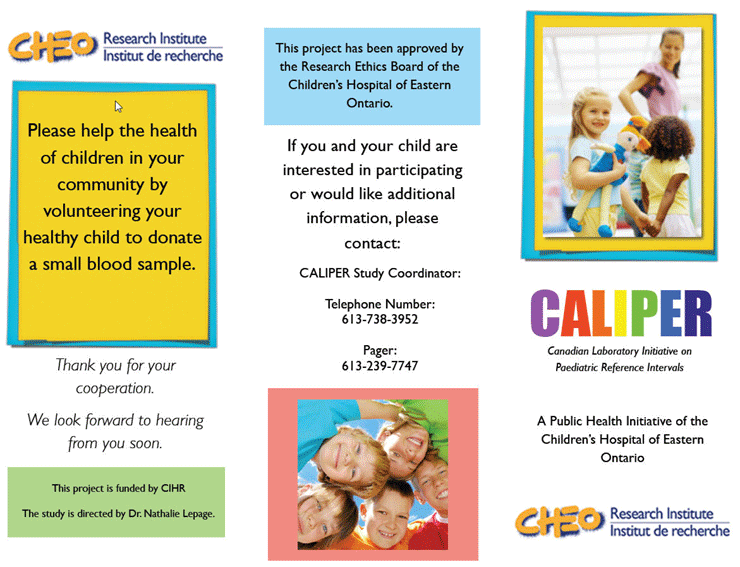 CHEO Research Institute
Institut de recherche
Please help the health
of children in your
community by
volunteering your
healthy child to donate
a small blood sample.
Thank you for your
cooperation.
We look forward to hearing
from you soon.
This project is funded by CIHR
The study is directed by Dr. Nathalie Lepage.
This project has been approved by
the Research Ethics Board of the
Children's Hospital of Eastern
Ontario.
If you and your child are
interested in participating
or would like additional
information, please
contact:
CALIPER Study Coordinator:
Telephone Number:
613-738-3952
Pager:
613-239-7747
CALIPER
Canadian Laboratory Initiative on
Paediatric Reference Intervals
A Public Health Initiative of the
Children's Hospital of Eastern
Ontario
CHEO Research Institute
Institut de recherche